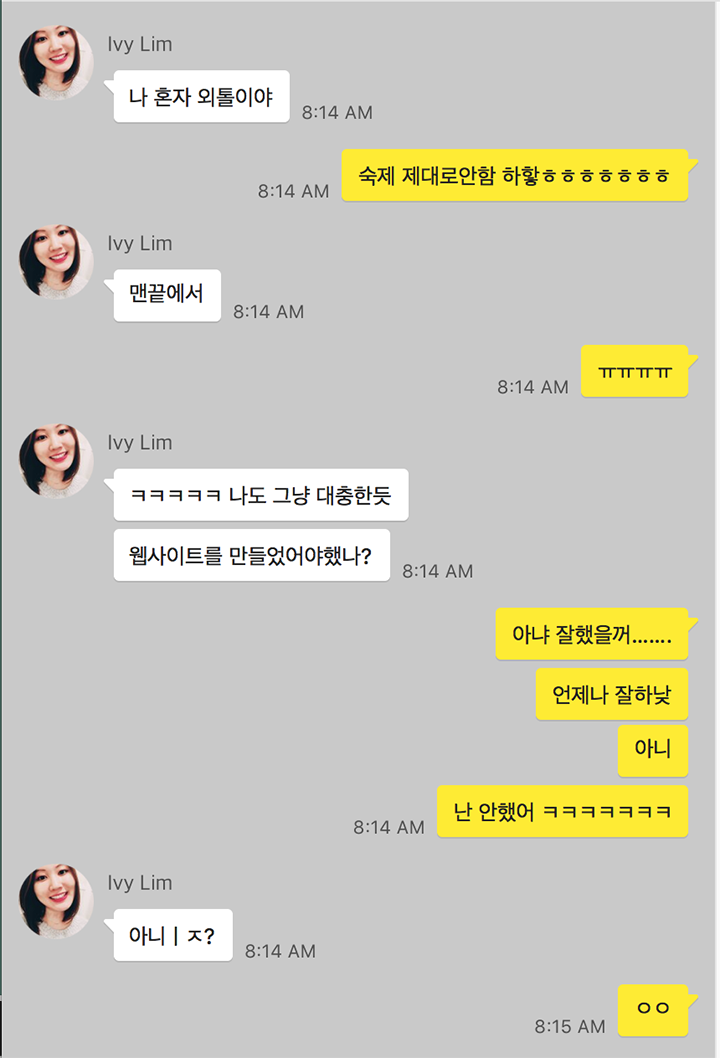 Ivy Lim
나 혼자 외톨이야
8:14 AM
숙제 제대로안함 하핳ㅎㅎㅎㅎㅎㅎㅎ
8:14 AM
Ivy Lim
맨끝에서
8:14 AM
ㅠㅠㅠㅠ
8:14 AM
Ivy Lim
ㅋㅋㅋㅋㅋ 나도 그냥 대충한듯
웹사이트를 만들었어야했나?
8:14 AM
아냐 잘했을꺼.......
언제나 잘하낮
아니
난 안했어 ㅋㅋㅋㅋㅋㅋㅋ
8:14 AM
Ivy Lim
아니ㅣㅈ?
8:14 AM
ㅇㅇ
8:15 AM